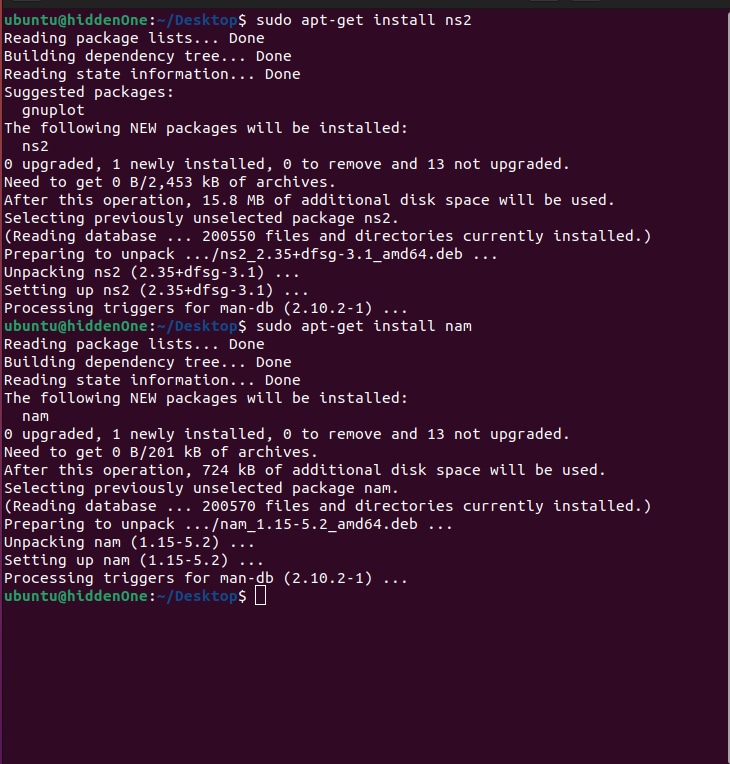 ubuntu@hiddenOne:~/Desktop$ sudo apt-get install ns2
Reading package lists... Done
Building dependency tree... Done
Reading state information... Done
Suggested packages:
  gnuplot
The following NEW packages will be installed:
  ns2
0 upgraded, 1 newly installed, 0 to remove and 13 not upgraded.
Need to get 0 B/2,453 kB of archives.
After this operation, 15.8 MB of additional disk space will be used.
Selecting previously unselected package ns2.
(Reading database ... 200550 files and directories currently installed.)
Preparing to unpack .../ns2_2.35+dfsg-3.1_amd64.deb ...
Unpacking ns2 (2.35+dfsg-3.1) ...
Setting up ns2 (2.35+dfsg-3.1) ...
Processing triggers for man-db (2.10.2-1) ...
ubuntu@hiddenOne:~/Desktop$ sudo apt-get install nam
Reading package lists... Done
Building dependency tree... Done
Reading state information... Done
The following NEW packages will be installed:
  nam
0 upgraded, 1 newly installed, 0 to remove and 13 not upgraded.
Need to get 0 B/201 kB of archives.
After this operation, 724 kB of additional disk space will be used.
Selecting previously unselected package nam.
(Reading database ... 200570 files and directories currently installed.)
Preparing to unpack .../nam_1.15-5.2_amd64.deb ...
Unpacking nam (1.15-5.2) ...
Setting up nam (1.15-5.2) ...
Processing triggers for man-db (2.10.2-1) ...
ubuntu@hiddenOne:~/Desktop$